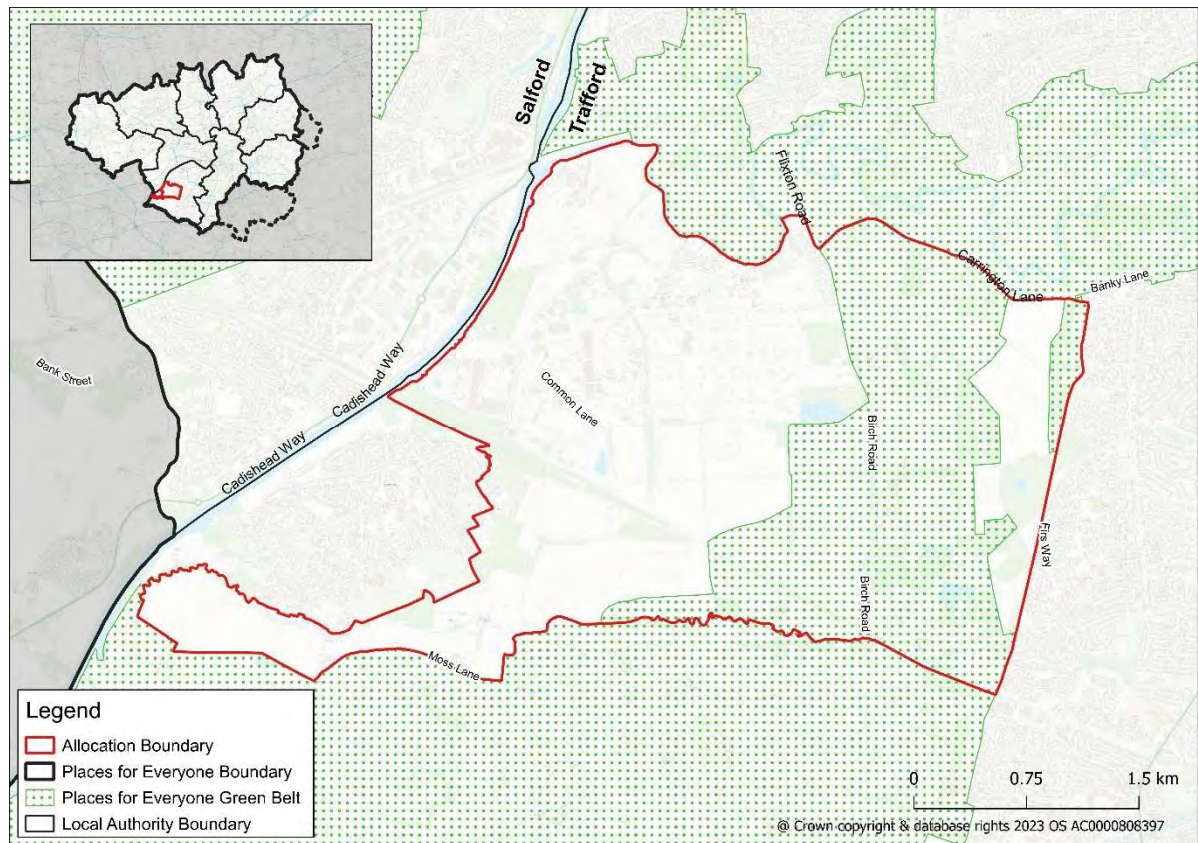 Salford
Trafford
Flixton Road
Carrington Lane
Banky Lane
Bank Street
Cadishead Way
Common Lane
Cadishead Way
Birch Road
Firs Way
Birch Road
Moss Lane
Legend
Allocation Boundary
Places for Everyone Boundary
Places for Everyone Green Belt
Local Authority Boundary
0 0.75 1.5 km
@ Crown copyright & database rights 2023 OS AC0000808397